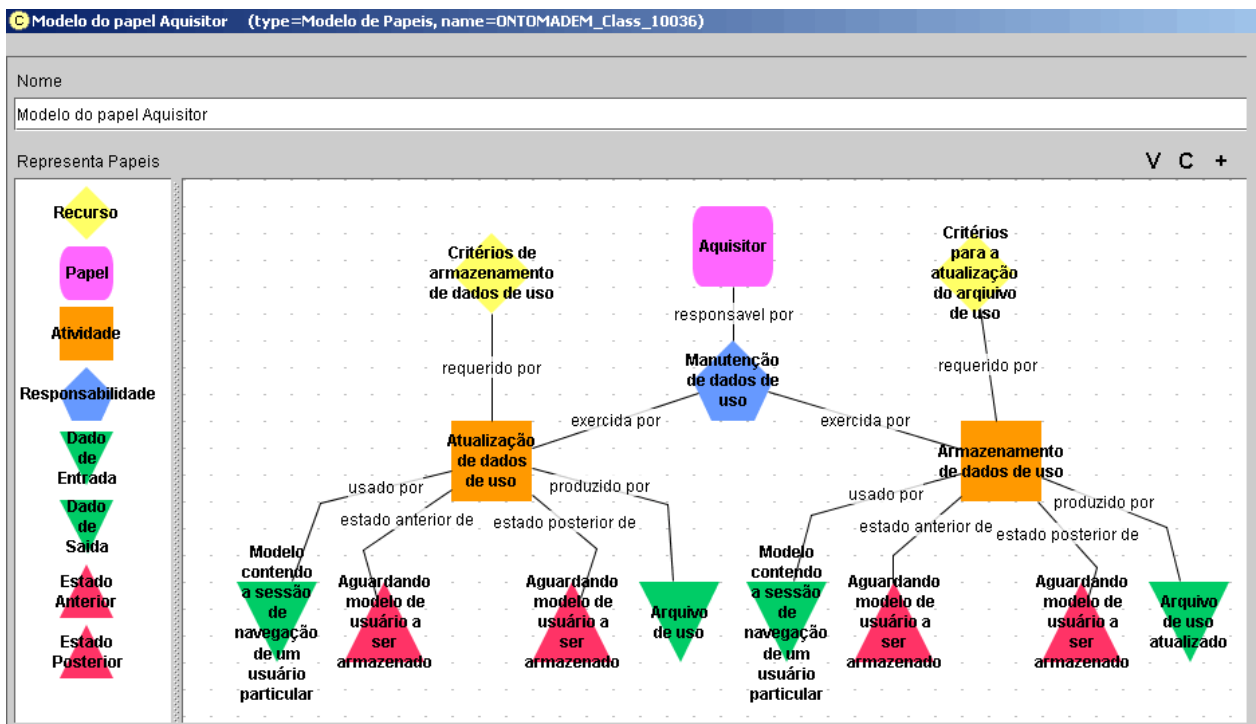 Modelo do papel Aquisitor (type=Modelo de Papeis, name=ONTOMADEM_Class_10036)
Nome
Modelo do papel Aquisitor
Representa Papeis
V C +
Recurso
Papel
Atividade
Responsabilidade
Dado
de
Entrada
Dado
de
Saida
Estado
Anterior
Estado
Posterior
Critérios de
armazenamento
de dados de uso
Aquisitor
Critérios
para a
atualização
do arqiuivo
de uso
responsavel por
requerido por
Manutenção
de dados de
uso
requerido por
exercida por
exercida por
Atualização
de dados
de uso
Armazenamento
de dados de uso
usado por
produzido por
estado anterior de
estado posterior de
usado por
produzido por
estado anterior de
estado posterior de
Modelo
contendo
a sessão
de
navegação
de um
usuário
particular
Aguardando
modelo de
usuário a
ser
armazenado
Aguardando
modelo de
usuário a
ser
armazenado
Arquivo
de uso
Modelo
contendo
a sessão
de
navegação
de um
usuário
particular
Aguardando
modelo de
usuário a
ser
armazenado
Aguardando
modelo de
usuário a
ser
armazenado
Arquivo
de uso
atualizado